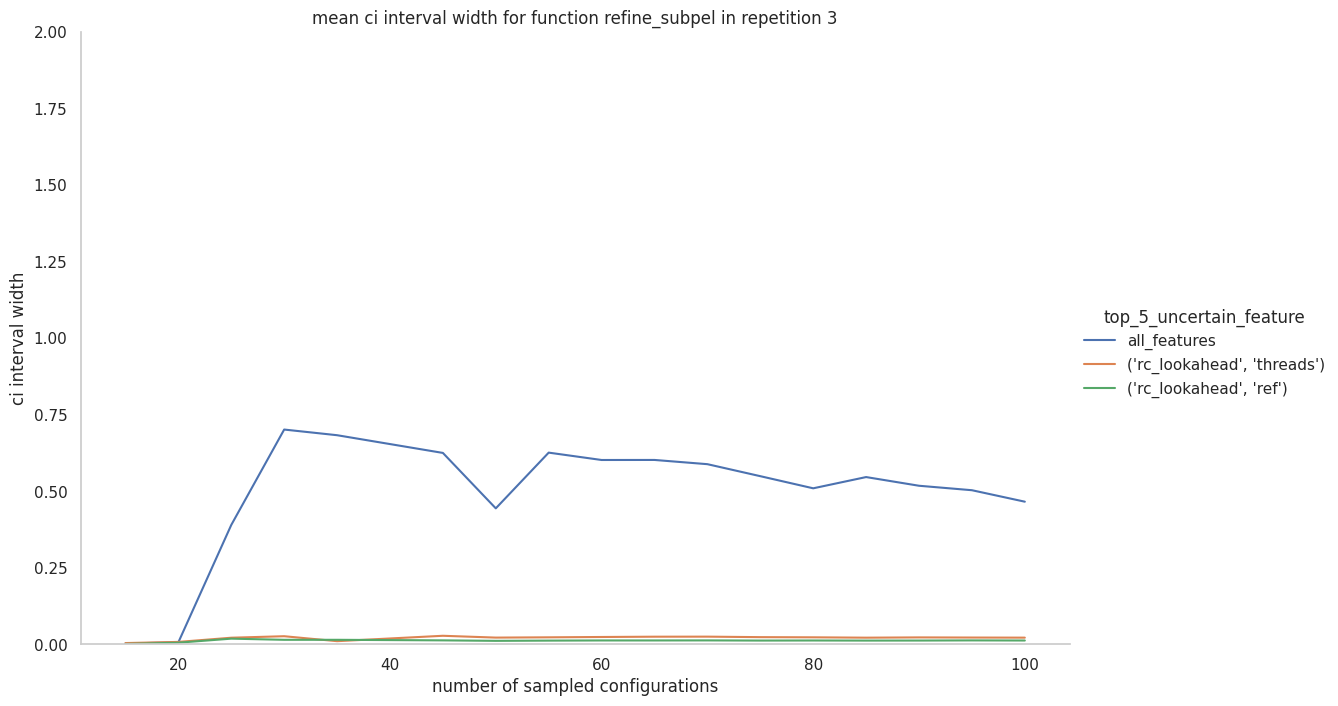 mean ci interval width for function refine_subpel in repetition 3
2.00
1.75
1.50
1.25
1.00
0.75
0.50
0.25
0.00
ci interval width
20
40
60
80
100
number of sampled configurations
top_5_uncertain_feature
all_features
('rc_lookahead', 'threads')
('rc_lookahead', 'ref')